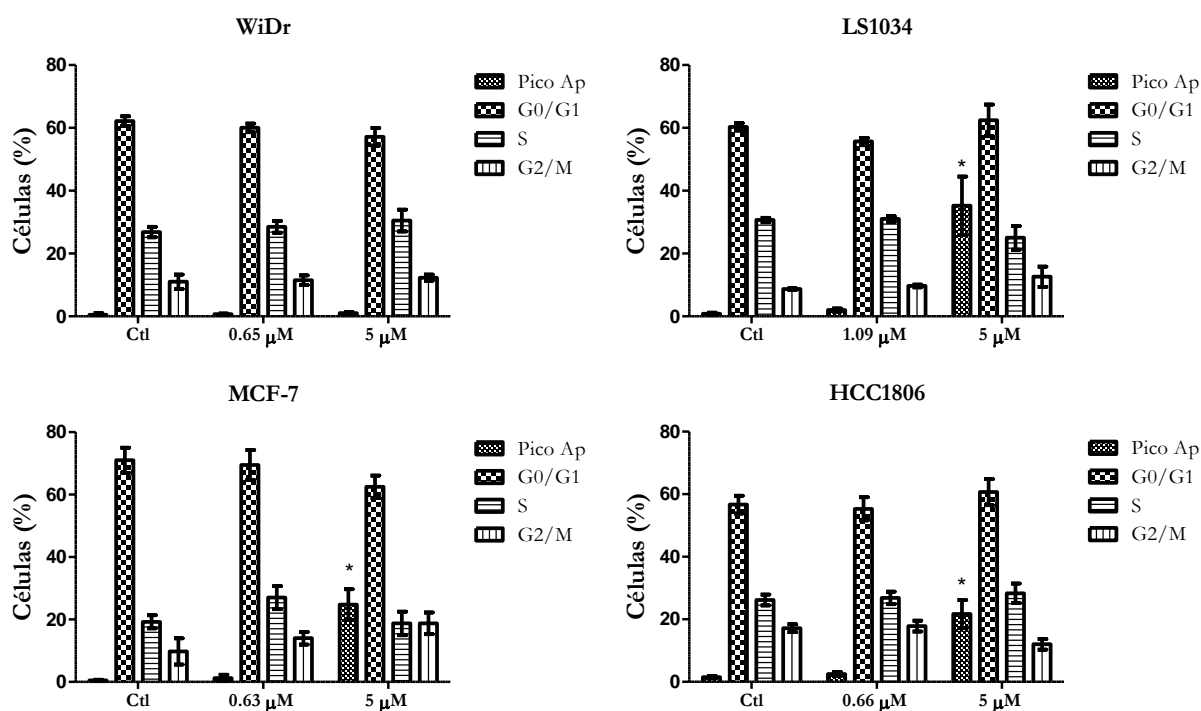 WiDr
80
60
40
20
0
Células (%)
Ctl
0.65 μM
5 μM
Pico Ap
G0/G1
S
G2/M
LS1034
80
60
40
20
0
Células (%)
*
Ctl
1.09 μM
5 μM
Pico Ap
G0/G1
S
G2/M
MCF-7
80
60
40
20
0
Células (%)
*
Ctl
0.63 μM
5 μM
Pico Ap
G0/G1
S
G2/M
HCC1806
80
60
40
20
0
Células (%)
*
Ctl
0.66 μM
5 μM
Pico Ap
G0/G1
S
G2/M